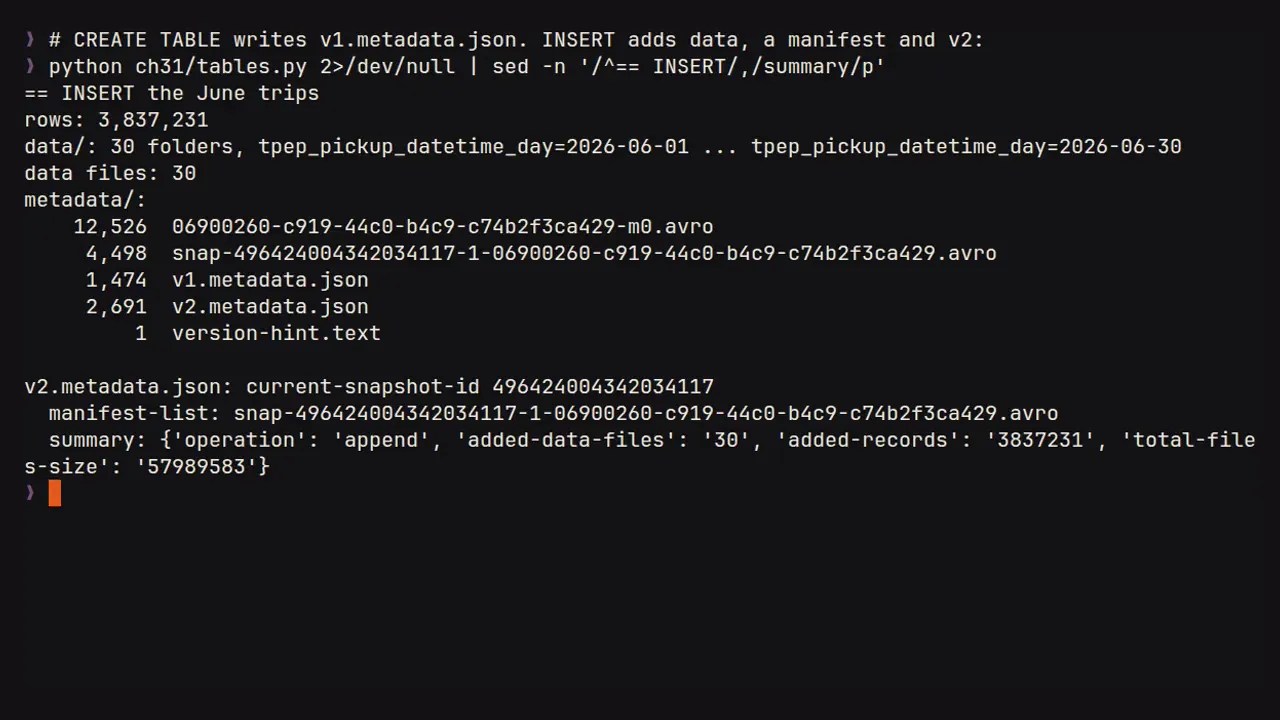 ❯ # CREATE TABLE writes v1.metadata.json. INSERT adds data, a manifest and v2:
❯ python ch31/tables.py 2>/dev/null | sed -n '/^== INSERT/,/summary/p'
== INSERT the June trips
rows: 3,837,231
data/: 30 folders, tpep_pickup_datetime_day=2026-06-01 ... tpep_pickup_datetime_day=2026-06-30
data files: 30
metadata/:
    12,526  06900260-c919-44c0-b4c9-c74b2f3ca429-m0.avro
     4,498  snap-496424004342034117-1-06900260-c919-44c0-b4c9-c74b2f3ca429.avro
     1,474  v1.metadata.json
     2,691  v2.metadata.json
         1  version-hint.text

v2.metadata.json: current-snapshot-id 496424004342034117
  manifest-list: snap-496424004342034117-1-06900260-c919-44c0-b4c9-c74b2f3ca429.avro
  summary: {'operation': 'append', 'added-data-files': '30', 'added-records': '3837231', 'total-file
s-size': '57989583'}
❯